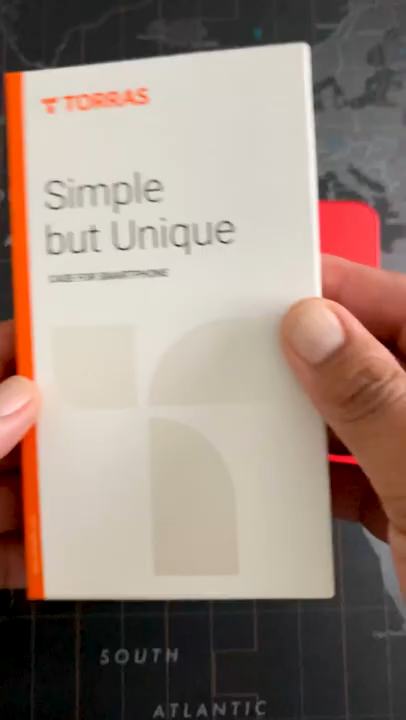 TORRAS
Simple
but Unique
CASE FOR SMARTPHONE
SOUTH
ATLANTIC